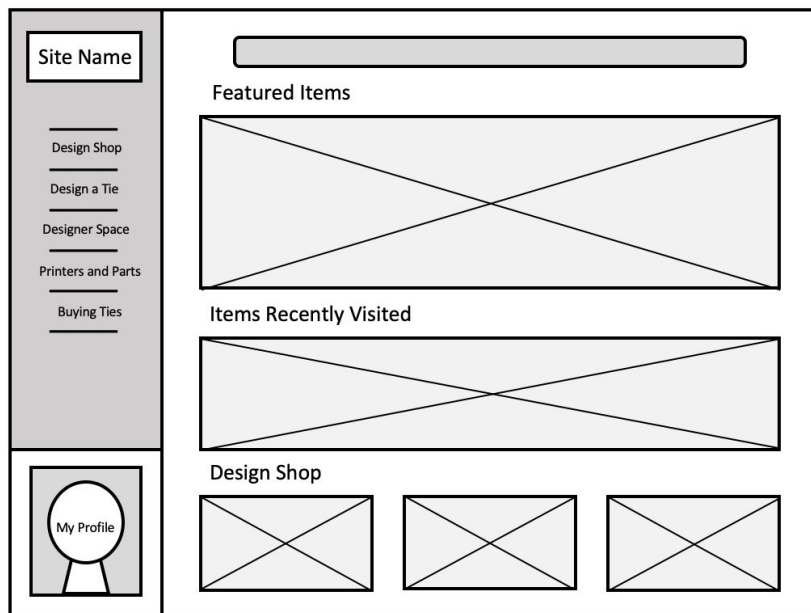 Site Name
Design Shop
Design a Tie
Designer Space
Printers and Parts
Buying Ties
My Profile
Featured Items
Items Recently Visited
Design Shop